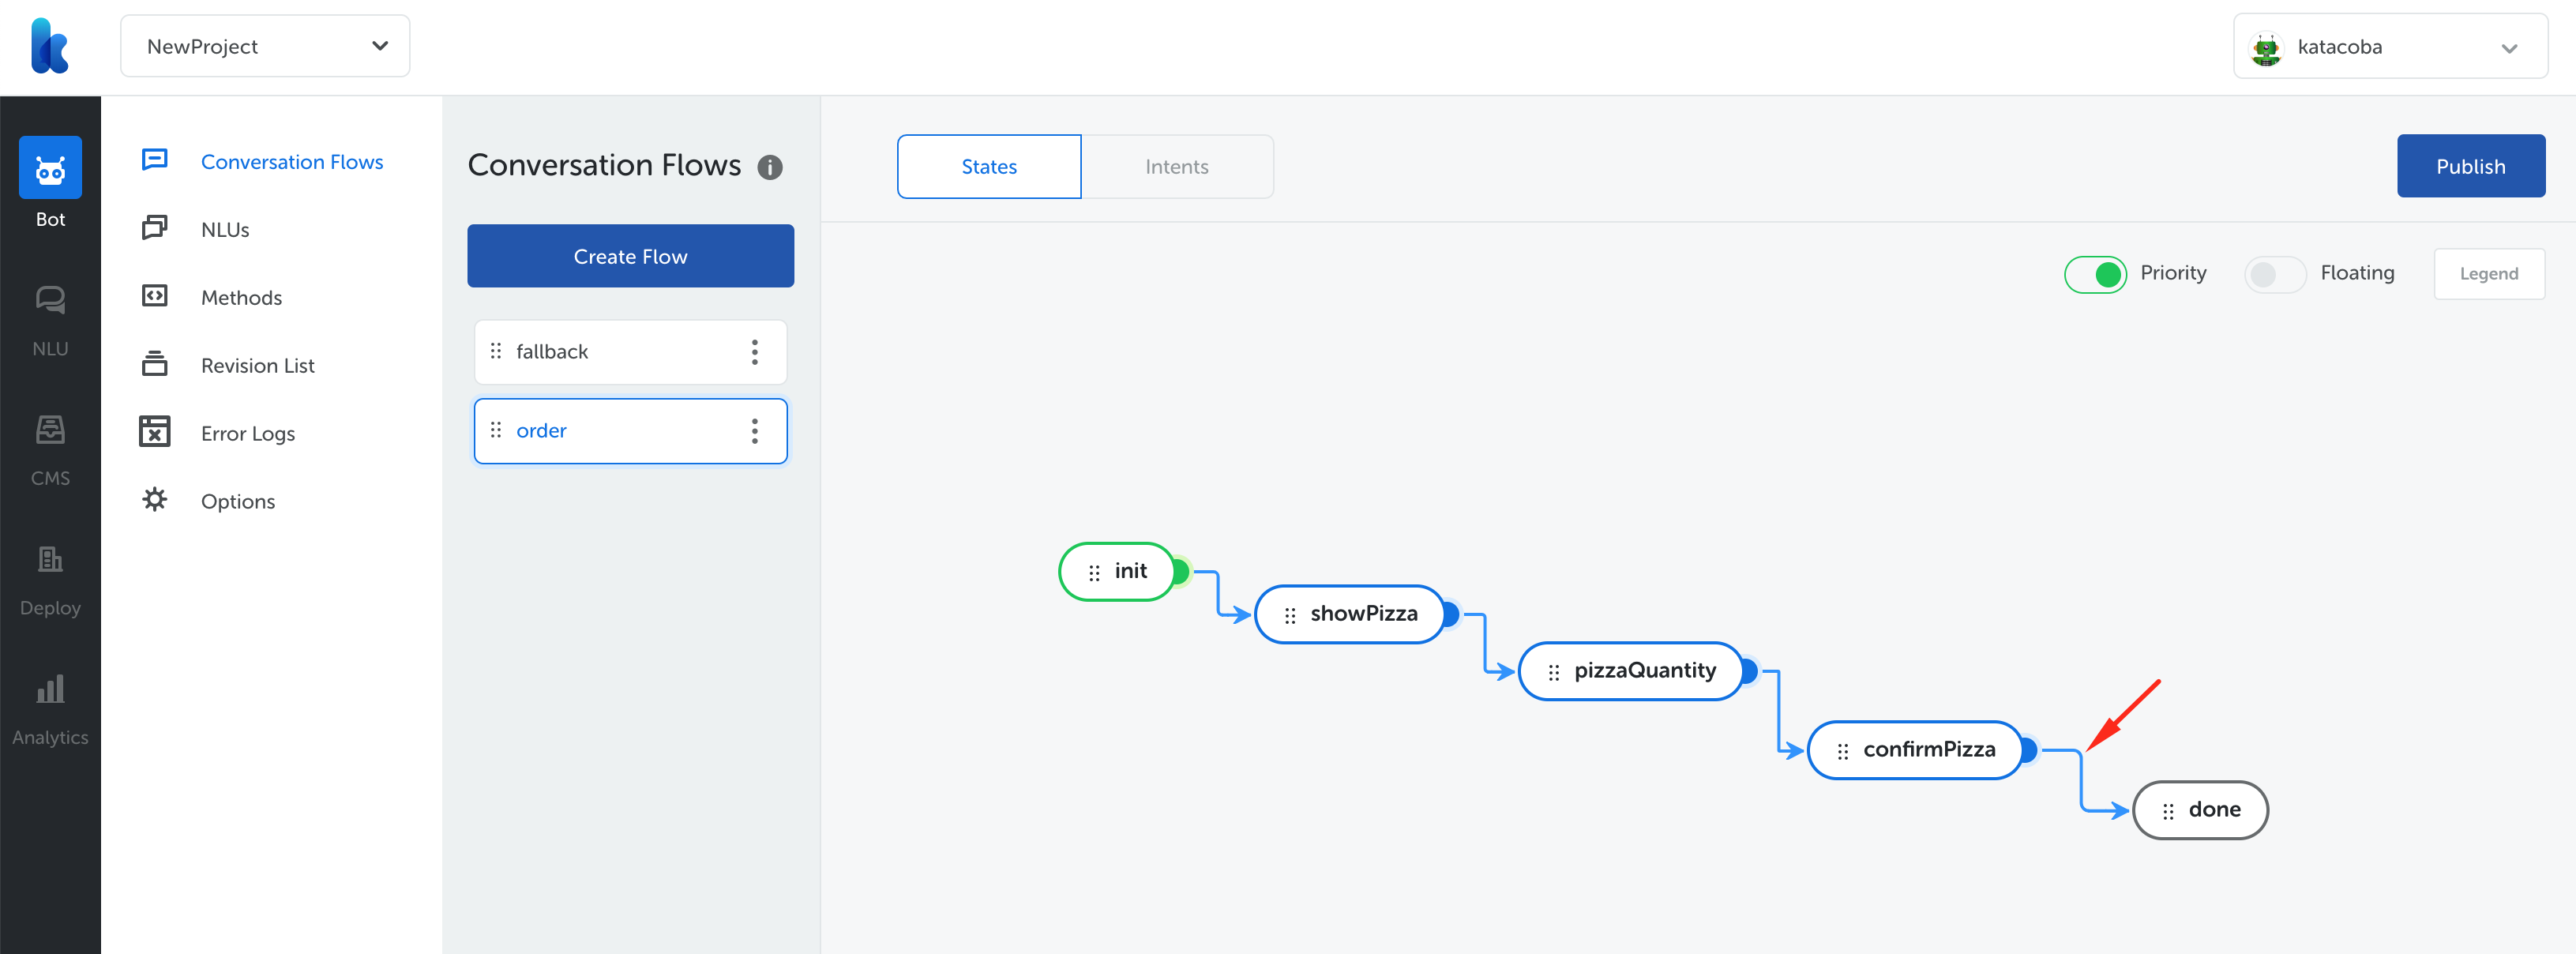 NewProject
katacoba
Bot
NLU
CMS
Deploy
Analytics
Conversation Flows
NLUs
Methods
Revision List
Error Logs
Options
Conversation Flows
Create Flow
fallback
order
States
Intents
Publish
Priority
Floating
Legend
init
showPizza
pizzaQuantity
confirmPizza
done